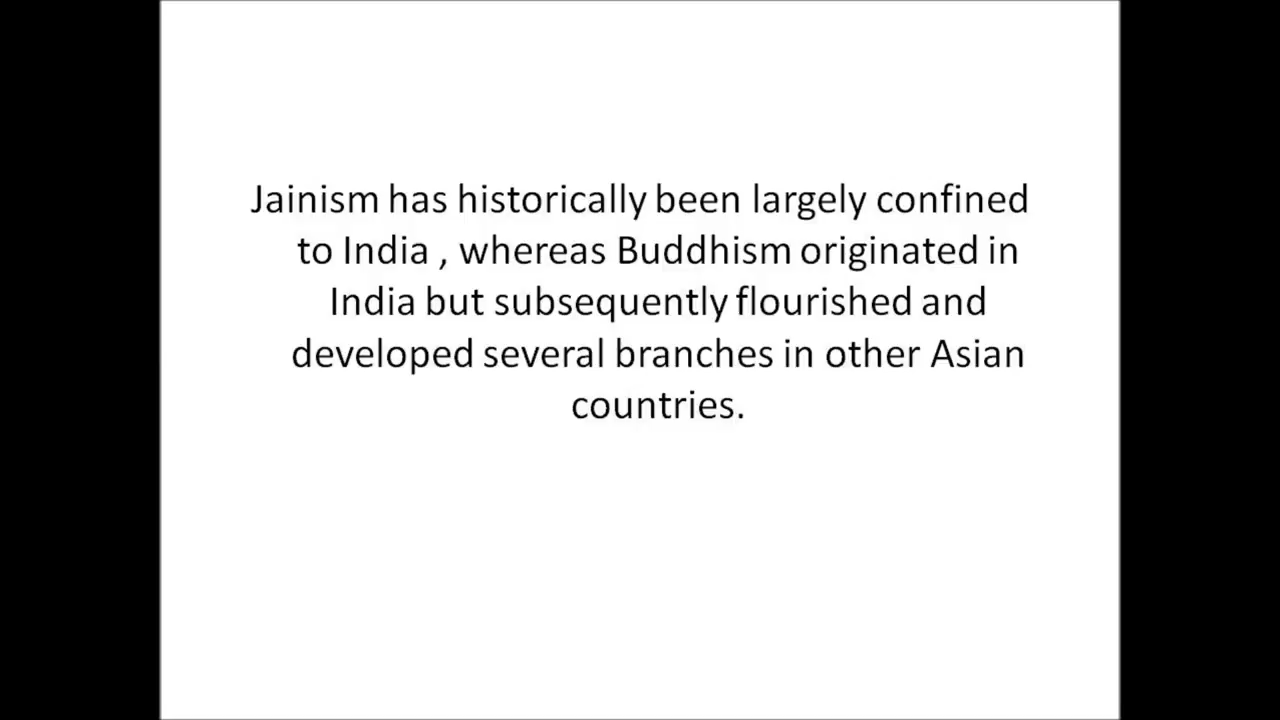 Jainism has historically been largely confined
to India , whereas Buddhism originated in
India but subsequently flourished and
developed several branches in other Asian
countries.